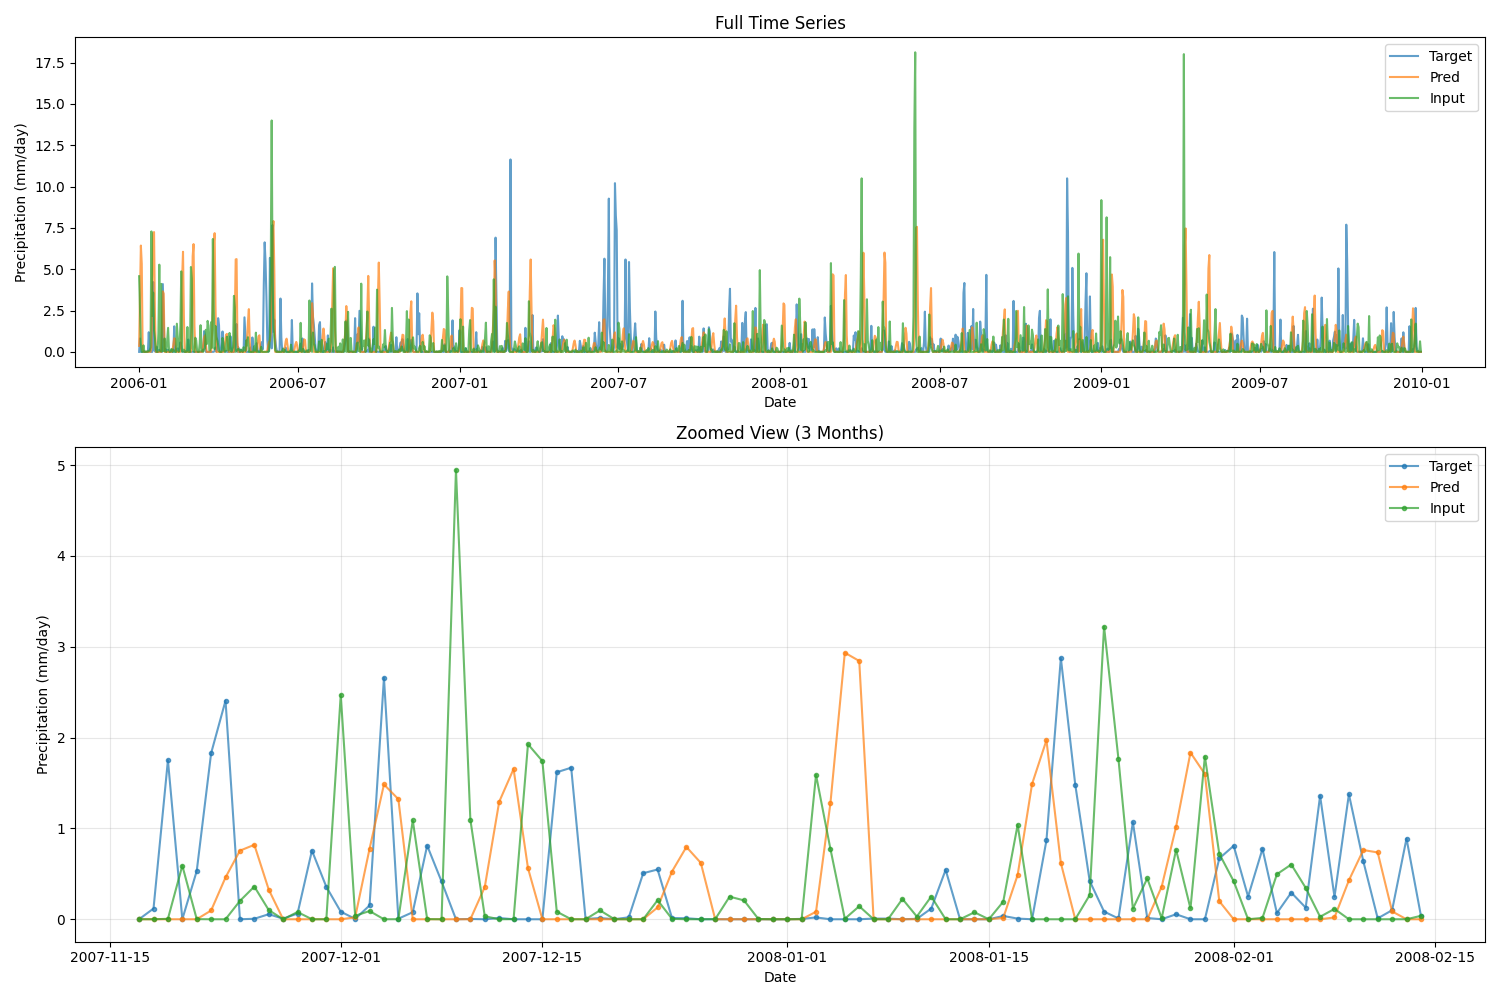 Full Time Series
Precipitation (mm/day)
17.5
15.0
12.5
10.0
7.5
5.0
2.5
0.0
Target
Pred
Input
2006-01
2006-07
2007-01
2007-07
2008-01
2008-07
2009-01
2009-07
2010-01
Date
Zoomed View (3 Months)
Precipitation (mm/day)
5
4
3
2
1
0
Target
Pred
Input
2007-11-15
2007-12-01
2007-12-15
2008-01-01
2008-01-15
2008-02-01
2008-02-15
Date